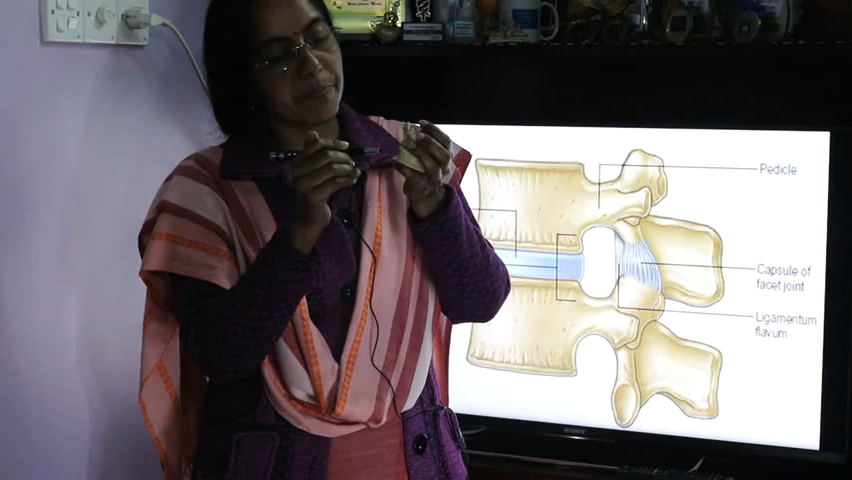 Pedicle
Capsule of
facet joint
Ligamentum
flavum
SONY